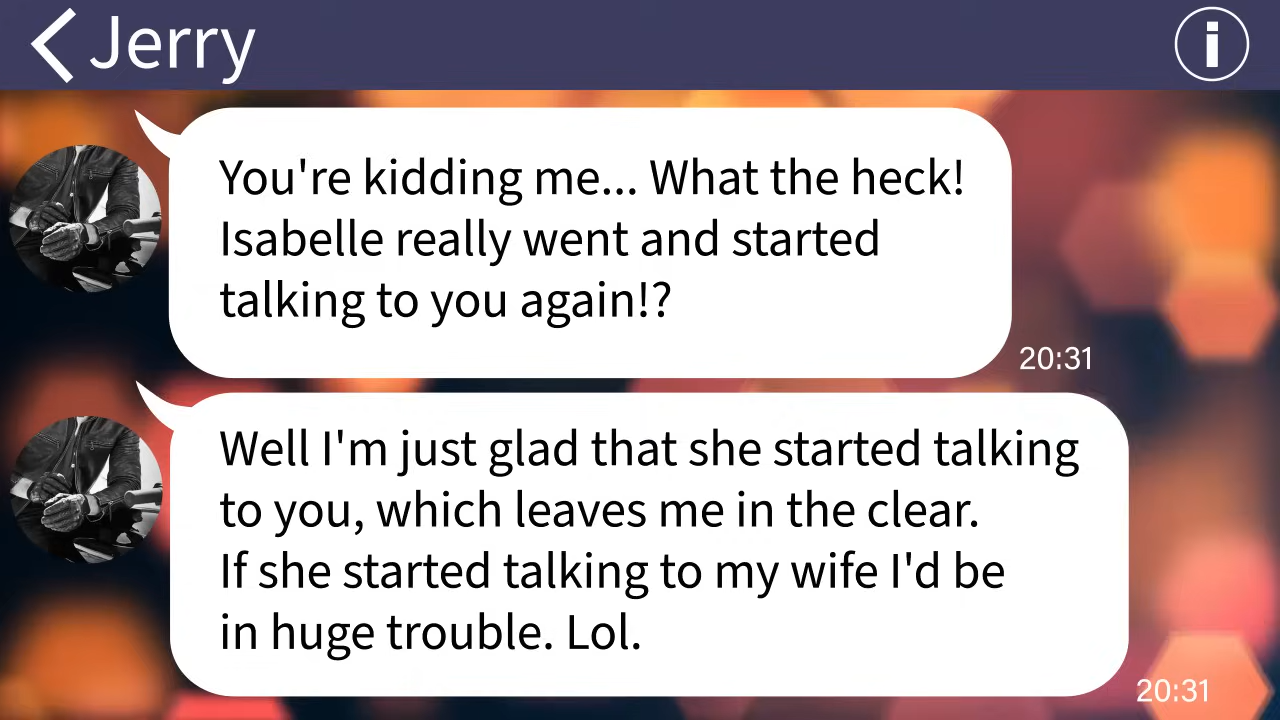 Jerry
You're kidding me... What the heck!
Isabelle really went and started
talking to you again!?
20:31
Well I'm just glad that she started talking
to you, which leaves me in the clear.
If she started talking to my wife I'd be
in huge trouble. Lol.
20:31